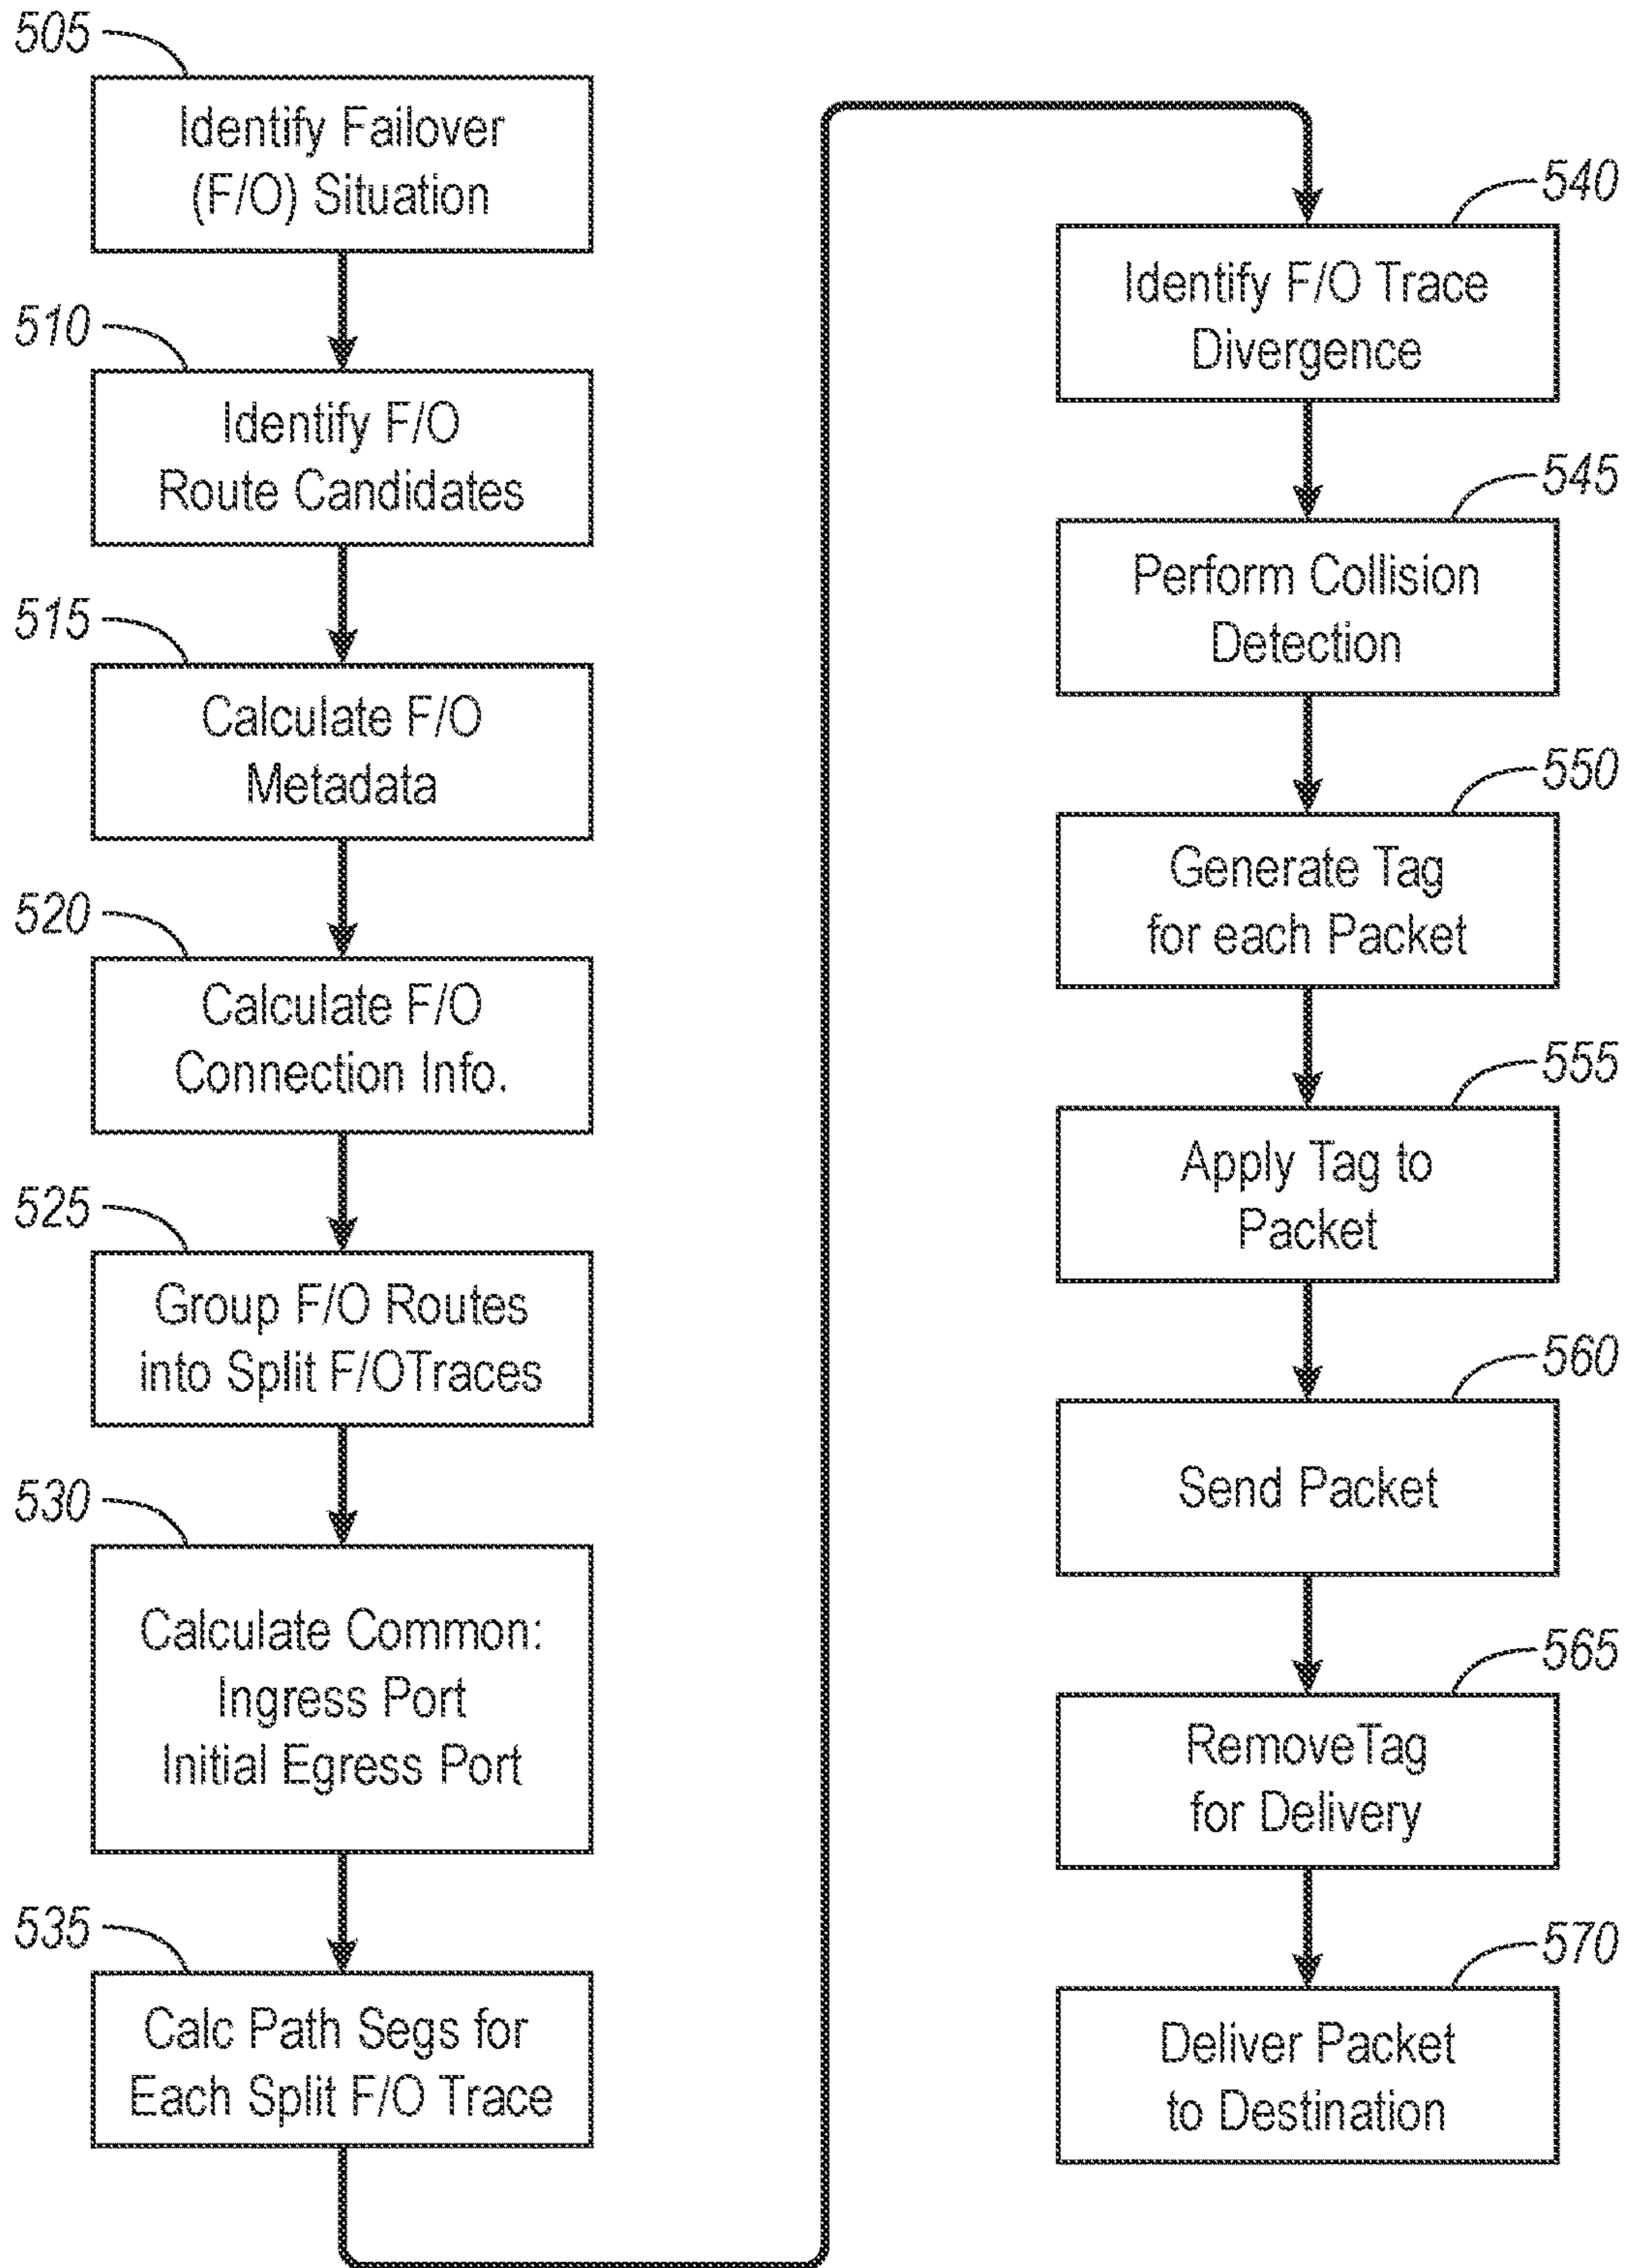 505
Identify Failover
(F/O) Situation
510
Identify F/O
Route Candidates
515
Calculate F/O
Metadata
520
Calculate F/O
Connection Info.
525
Group F/O Routes
into Split F/OTraces
530
Calculate Common:
Ingress Port
Initial Egress Port
535
Calc Path Segs for
Each Split F/O Trace
540
Identify F/O Trace
Divergence
545
Perform Collision
Detection
550
Generate Tag
for each Packet
555
Apply Tag to
Packet
560
Send Packet
565
RemoveTag
for Delivery
570
Deliver Packet
to Destination